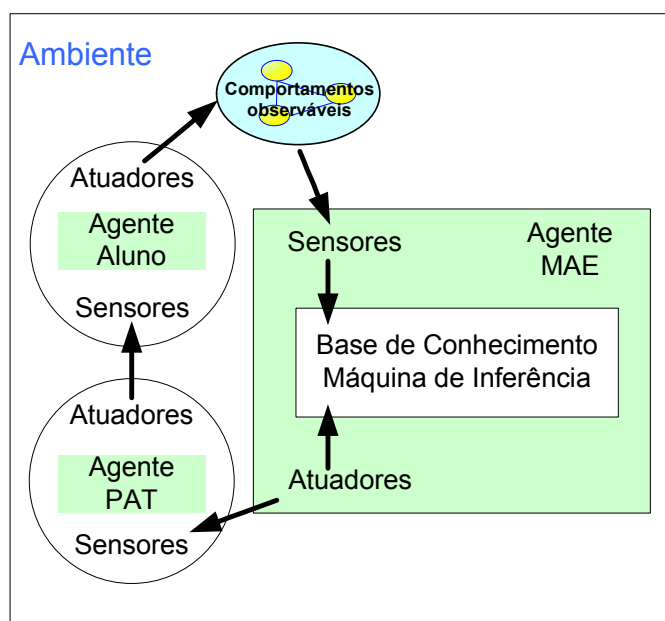 Ambiente
Comportamentos
observáveis
Atuadores
Agente
Aluno
Sensores
Sensores
Agente
MAE
Base de Conhecimento
Máquina de Inferência
Atuadores
Atuadores
Agente
PAT
Sensores